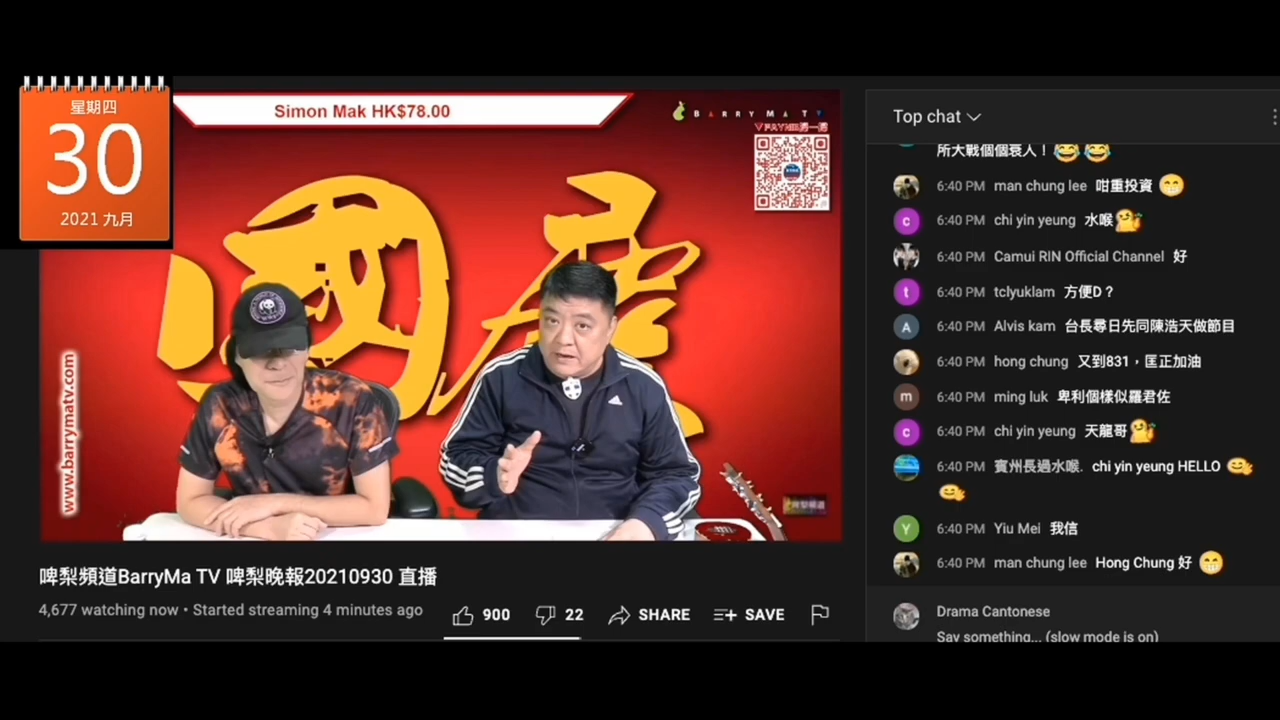 星期四
30
2021 九月
Simon Mak HK$78.00
BARRY MA TV
國慶
www.barrymatv.com
啤梨頻道
啤梨頻道BarryMa TV 啤梨晚報20210930 直播
4,677 watching now • Started streaming 4 minutes ago
900
22
SHARE
SAVE
Top chat
所大戰個個衰人！😂😂
6:40 PM man chung lee 咁重投資 😁
6:40 PM chi yin yeung 水喉
6:40 PM Camui RIN Official Channel 好
6:40 PM tclyuklam 方便D？
6:40 PM Alvis kam 台長尋日先同陳浩天做節目
6:40 PM hong chung 又到831，匡正加油
6:40 PM ming luk 卑利個樣似羅君佐
6:40 PM chi yin yeung 天龍哥
6:40 PM 賓州長過水喉. chi yin yeung HELLO
6:40 PM Yiu Mei 我信
6:40 PM man chung lee Hong Chung 好 😁
Drama Cantonese
Say something... (slow mode is on)